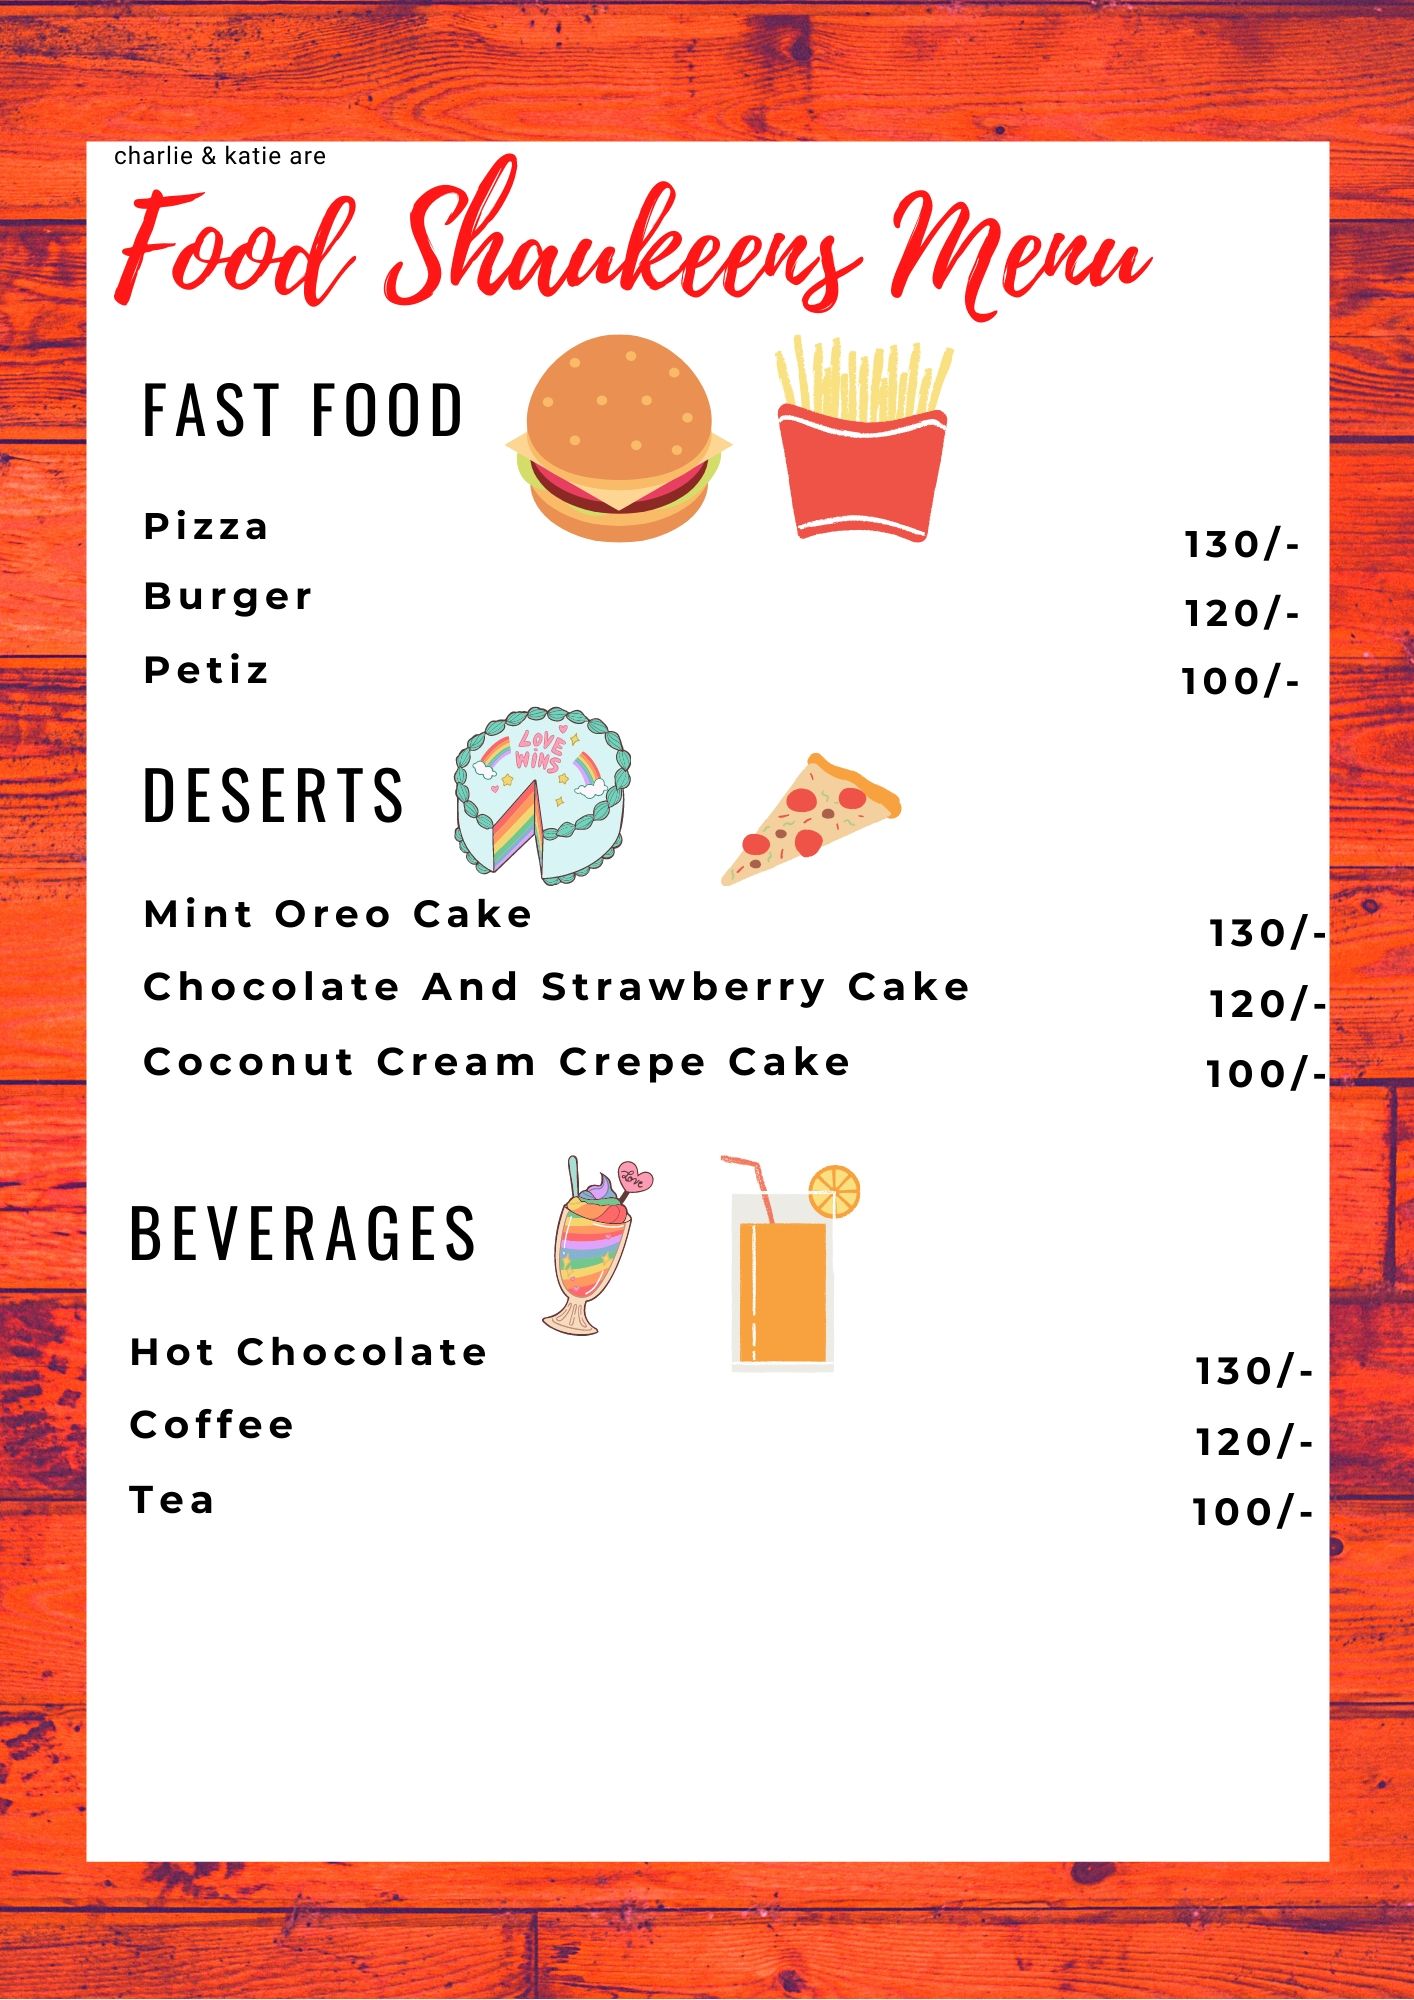 charlie & katie are
Food Shaukeens Menu
FAST FOOD
Pizza 130/-
Burger 120/-
Petiz 100/-
LOVE
WINS
DESERTS
Mint Oreo Cake 130/-
Chocolate And Strawberry Cake 120/-
Coconut Cream Crepe Cake 100/-
Love
BEVERAGES
Hot Chocolate 130/-
Coffee 120/-
Tea 100/-